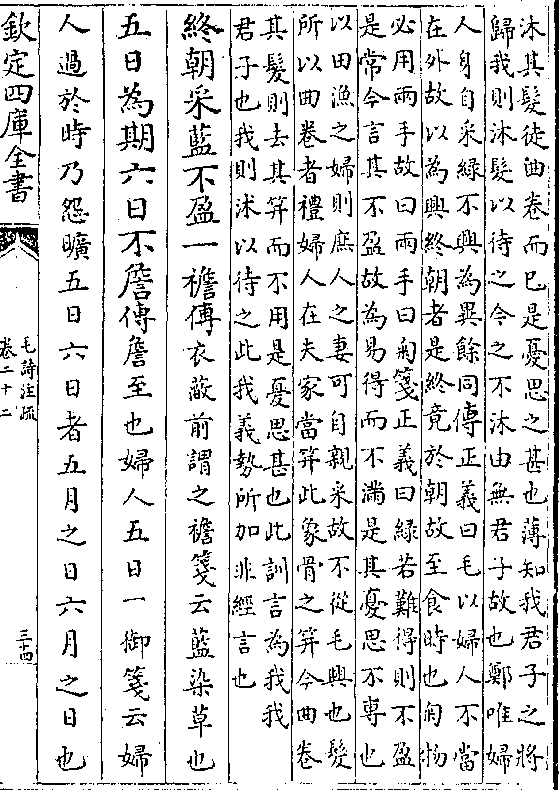 沐其髮徒曲卷而已是憂思之甚也薄知我君子之將
歸我則沐髮以待之今之不沐由無君子故也鄭唯婦
人身自采綠不興為異餘同傳正義曰毛以婦人不當
在外故以為興終朝者是終竟於朝故至食時也匊物
必用兩手故曰兩手曰匊箋正義曰綠若難得則不盈
是常今言其不盈故為易得而不滿是其憂思不専也
以田漁之婦則庶人之妻可自親采故不從毛興也髮
所以曲卷者禮婦人在夫家當笄此象骨之笄今曲卷
其髮則去其笄而不用是憂思甚也此訓言為我我
君子也我則沐以待之此我義勢所加非經言也
終朝采藍不盈一襜傳衣蔽前謂之襜箋云藍染草也
五日為期六日不詹傳詹至也婦人五日一御箋云婦
人過於時乃怨曠五日六日者五月之日六月之日也
欽定四庫全書
毛詩注疏
卷二十二
三十四